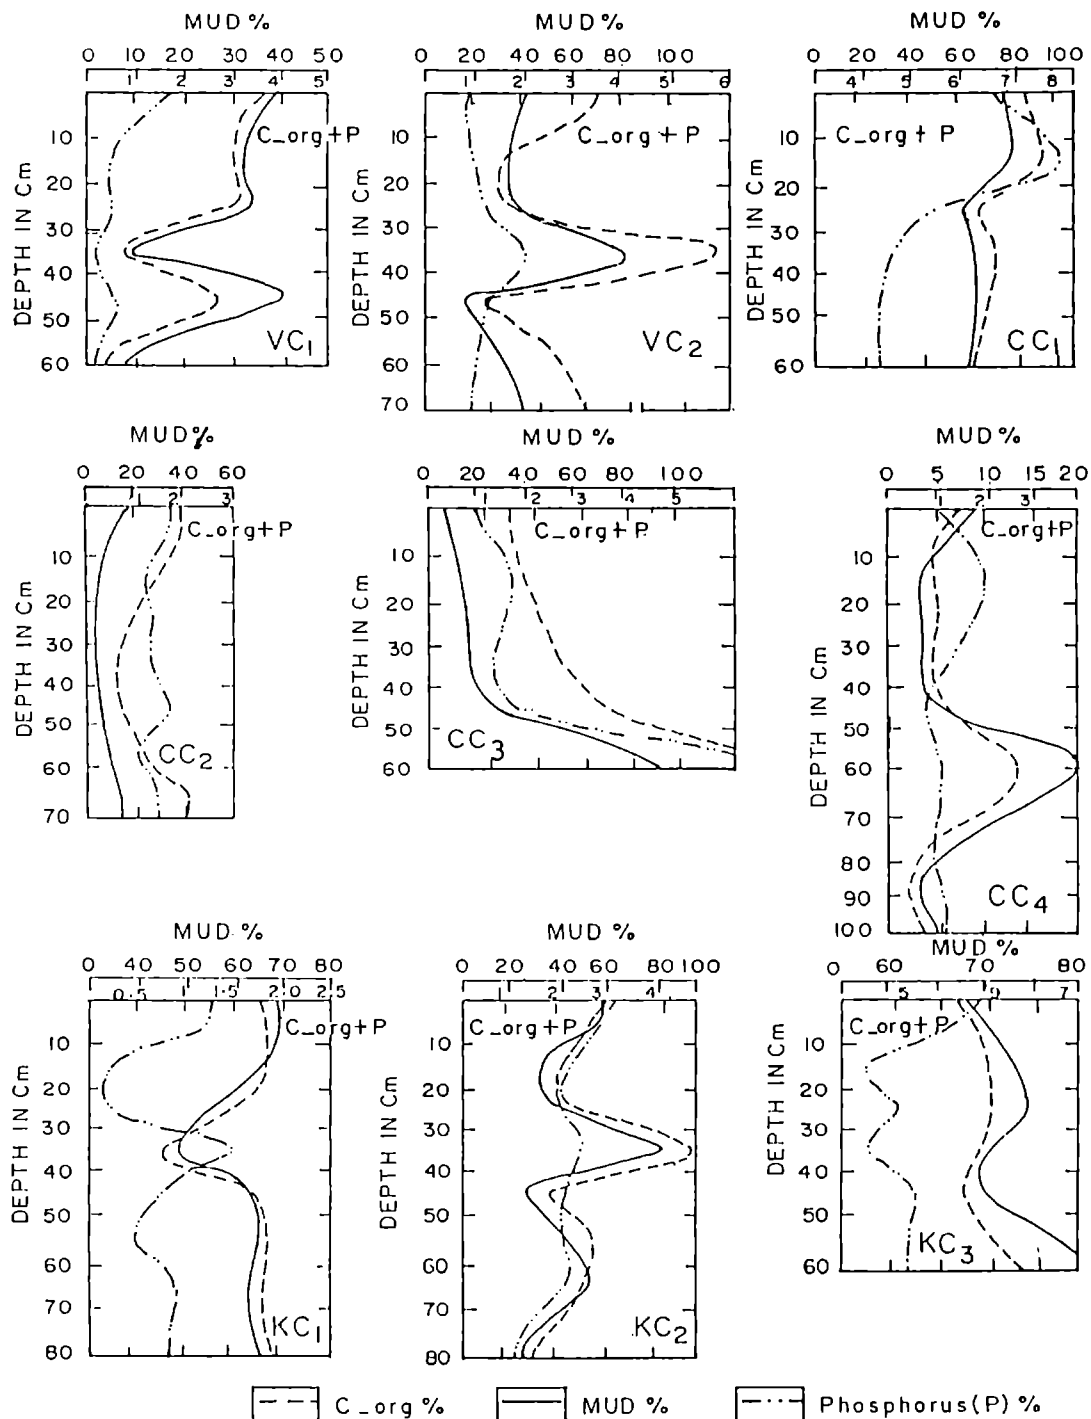 MUD %
0 10 20 30 40 50
1 2 3 4 5
C_org+P
DEPTH IN Cm
10
20
30
40
50
60
VC1
MUD %
0 20 40 60 80 100
1 2 3 4 5 6
C_org+P
DEPTH IN Cm
10
20
30
40
50
60
70
VC2
MUD %
0 20 40 60 80 100
4 5 6 7 8
C_org+P
DEPTH IN Cm
10
20
30
40
50
60
CC1
MUD %
0 20 40 60
1 2 3
C_org+P
DEPTH IN Cm
10
20
30
40
50
60
70
CC2
MUD %
0 20 40 60 80 100
1 2 3 4 5
C_org+P
DEPTH IN Cm
10
20
30
40
50
60
CC3
MUD %
0 5 10 15 20
1 2 3
C_org+P
DEPTH IN Cm
10
20
30
40
50
60
70
80
90
100
CC4
MUD %
0 40 50 60 70 80
0.5 1.5 2.0 2.5
C_org+P
DEPTH IN Cm
10
20
30
40
50
60
70
80
KC1
MUD %
0 20 40 60 80 100
1 2 3 4
C_org+P
DEPTH IN Cm
10
20
30
40
50
60
70
80
KC2
MUD %
0 60 70 80
5 7
C_org+P
DEPTH IN Cm
10
20
30
40
50
60
KC3
C_org %
MUD %
Phosphorus(P) %